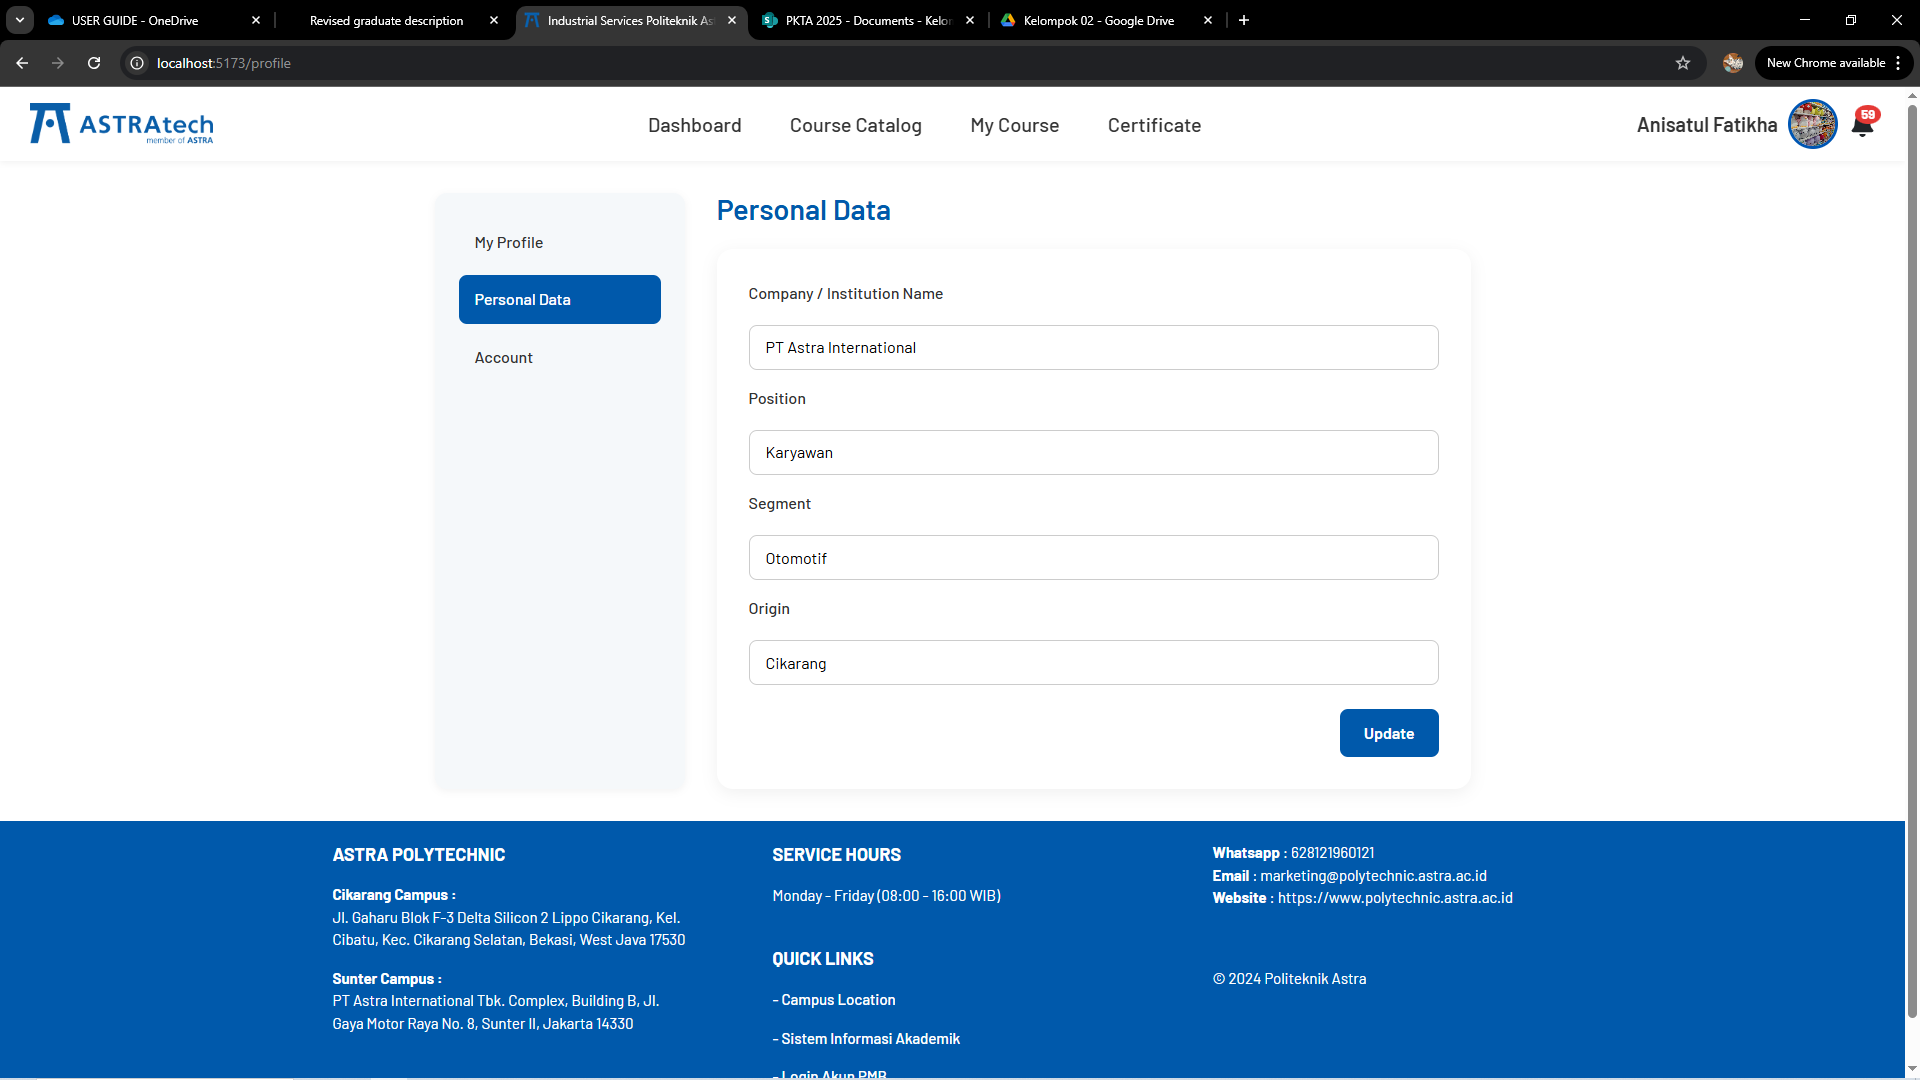 USER GUIDE - OneDrive
Revised graduate description
Industrial Services Politeknik As
PKTA 2025 - Documents - Kelo
Kelompok 02 - Google Drive
localhost:5173/profile
New Chrome available
ASTRAtech
member of ASTRA
Dashboard
Course Catalog
My Course
Certificate
Anisatul Fatikha
59
My Profile
Personal Data
Account
Personal Data
Company / Institution Name
PT Astra International
Position
Karyawan
Segment
Otomotif
Origin
Cikarang
Update
ASTRA POLYTECHNIC
Cikarang Campus :
Jl. Gaharu Blok F-3 Delta Silicon 2 Lippo Cikarang, Kel.
Cibatu, Kec. Cikarang Selatan, Bekasi, West Java 17530
Sunter Campus :
PT Astra International Tbk. Complex, Building B, Jl.
Gaya Motor Raya No. 8, Sunter II, Jakarta 14330
SERVICE HOURS
Monday - Friday (08:00 - 16:00 WIB)
QUICK LINKS
- Campus Location
- Sistem Informasi Akademik
- Login Akun PMB
Whatsapp : 628121960121
Email : marketing@polytechnic.astra.ac.id
Website : https://www.polytechnic.astra.ac.id
© 2024 Politeknik Astra